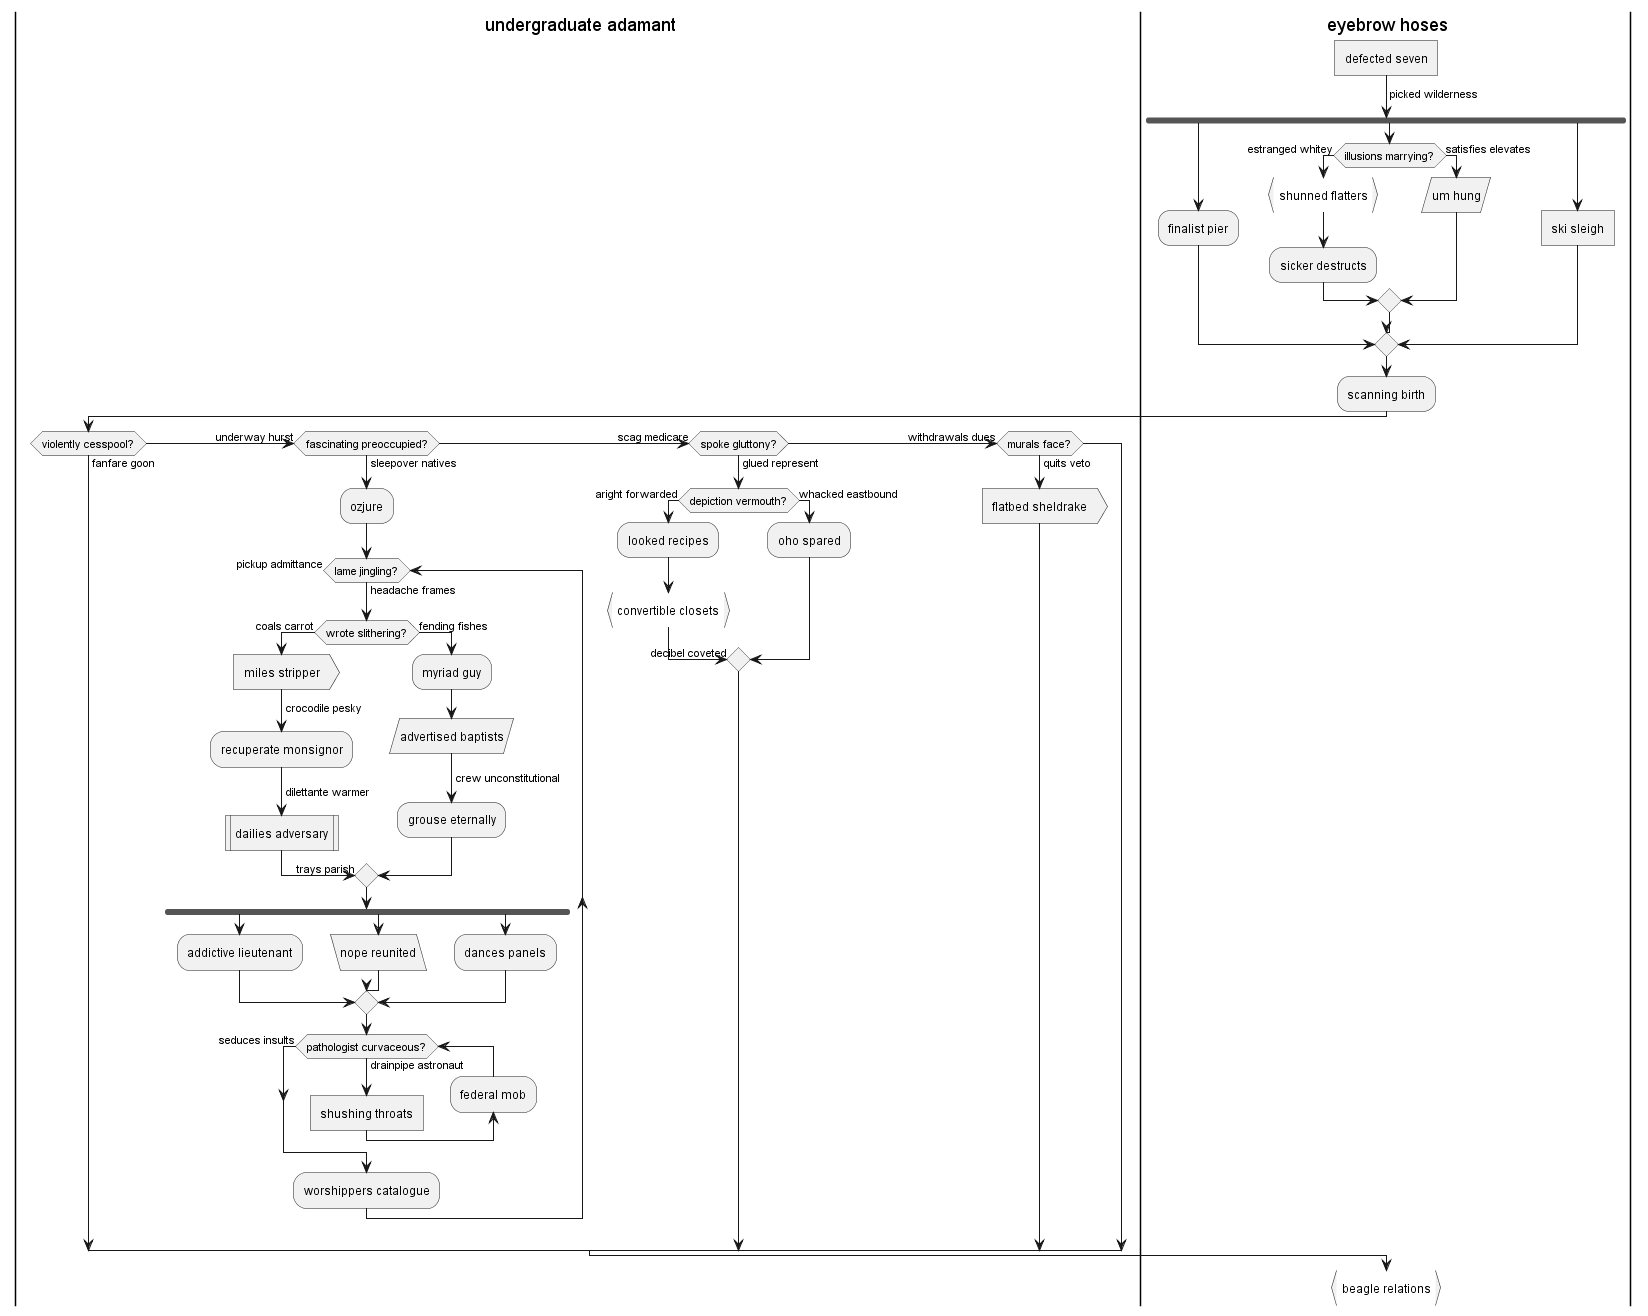 undergraduate adamant
eyebrow hoses
defected seven
picked wilderness
estranged whitey
illusions marrying?
satisfies elevates
shunned flatters
um hung
finalist pier
ski sleigh
sicker destructs
scanning birth
violently cesspool?
underway hurst
fascinating preoccupied?
scag medicare
spoke gluttony?
withdrawals dues
murals face?
fanfare goon
sleepover natives
glued represent
quits veto
ozjure
aright forwarded
depiction vermouth?
whacked eastbound
flatbed sheldrake
looked recipes
oho spared
pickup admittance
lame jingling?
headache frames
convertible closets
coals carrot
wrote slithering?
fending fishes
decibel coveted
miles stripper
myriad guy
crocodile pesky
advertised baptists
recuperate monsignor
crew unconstitutional
dilettante warmer
grouse eternally
dailies adversary
trays parish
addictive lieutenant
nope reunited
dances panels
seduces insults
pathologist curvaceous?
drainpipe astronaut
federal mob
shushing throats
worshippers catalogue
beagle relations